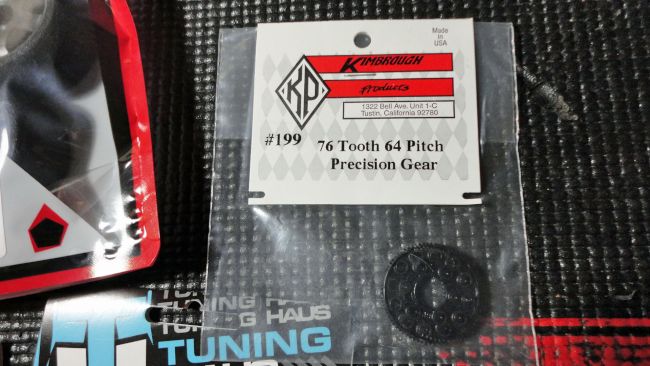 Made
in
USA
KIMBROUGH
Products
KP
1322 Bell Ave. Unit 1-C
Tustin, California 92780
#199
76 Tooth 64 Pitch
Precision Gear
TUNING HAUS
TUNING HAUS
TUNING
HAUS